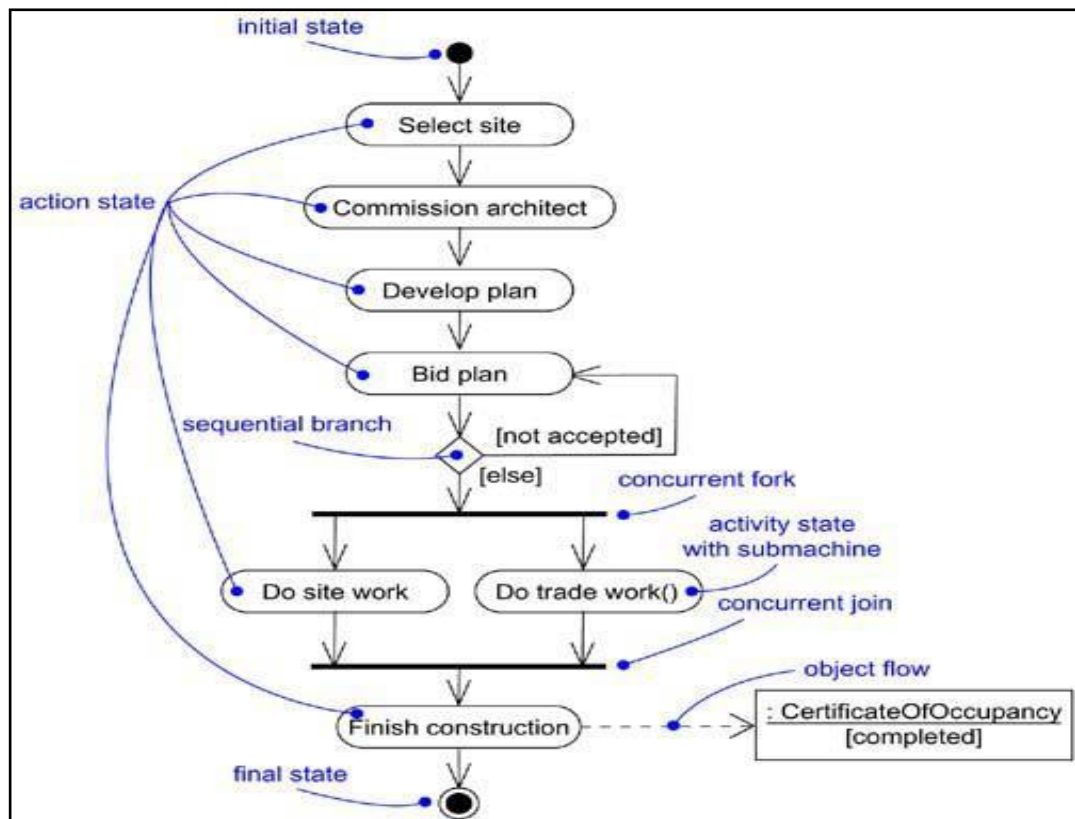 initial state
Select site
action state
Commission architect
Develop plan
Bid plan
sequential branch
[not accepted]
[else]
concurrent fork
activity state
with submachine
Do site work
Do trade work()
concurrent join
object flow
: CertificateOfOccupancy
[completed]
Finish construction
final state